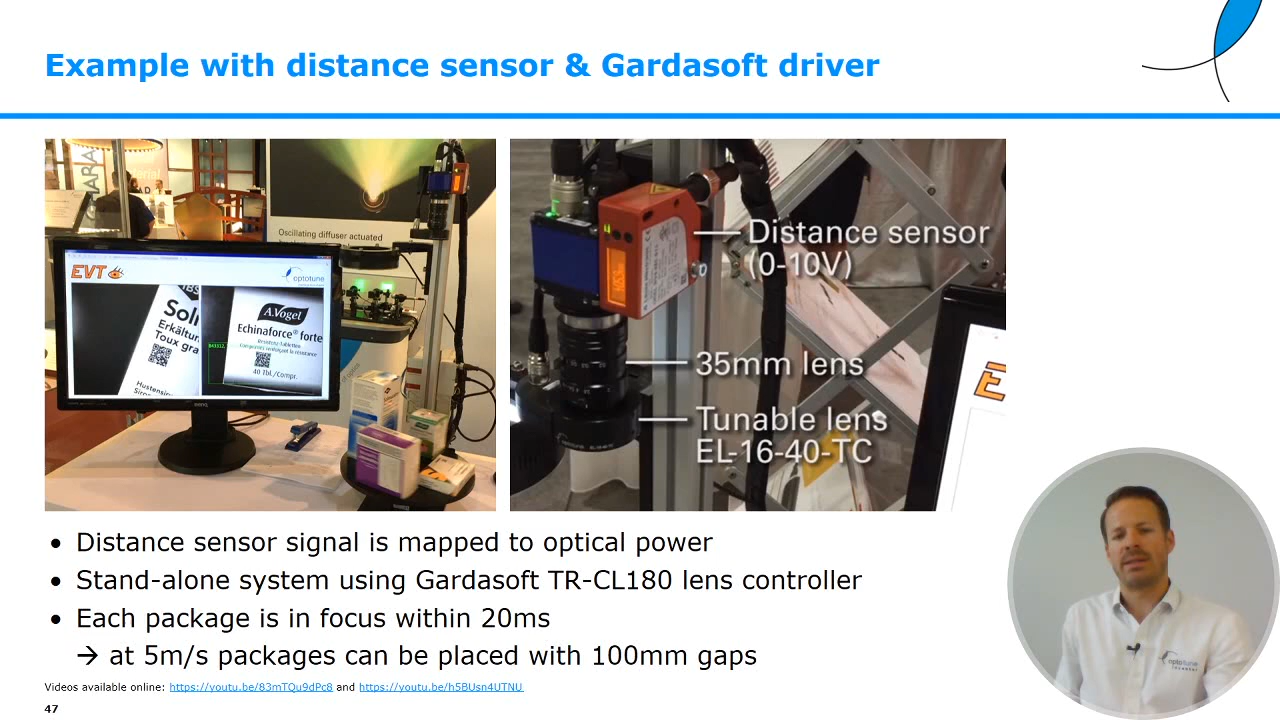 Example with distance sensor & Gardasoft driver
Oscillating diffuser actuated
EVT
optotune
Erkältun
Toux gra
Hustensir
A.Vogel
Echinaforce® forte
40 Tbl./Compr.
Distance sensor
(0-10V)
35mm lens
Tunable lens
EL-16-40-TC
• Distance sensor signal is mapped to optical power
• Stand-alone system using Gardasoft TR-CL180 lens controller
• Each package is in focus within 20ms
→ at 5m/s packages can be placed with 100mm gaps
optotune
Videos available online: https://youtu.be/83mTQu9dPc8 and https://youtu.be/h5BUsn4UTNU
47